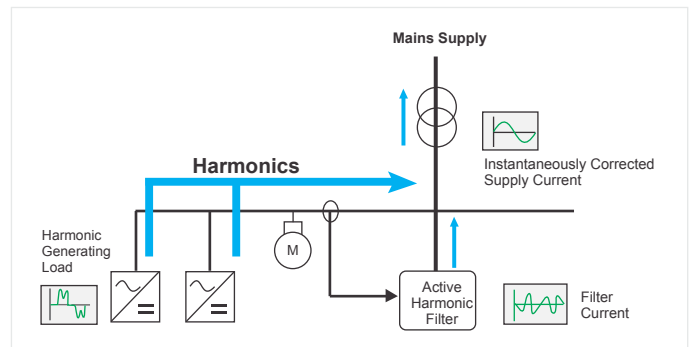 Mains Supply
Instantaneously Corrected
Supply Current
Harmonics
Harmonic
Generating
Load
M
Active
Harmonic
Filter
Filter
Current